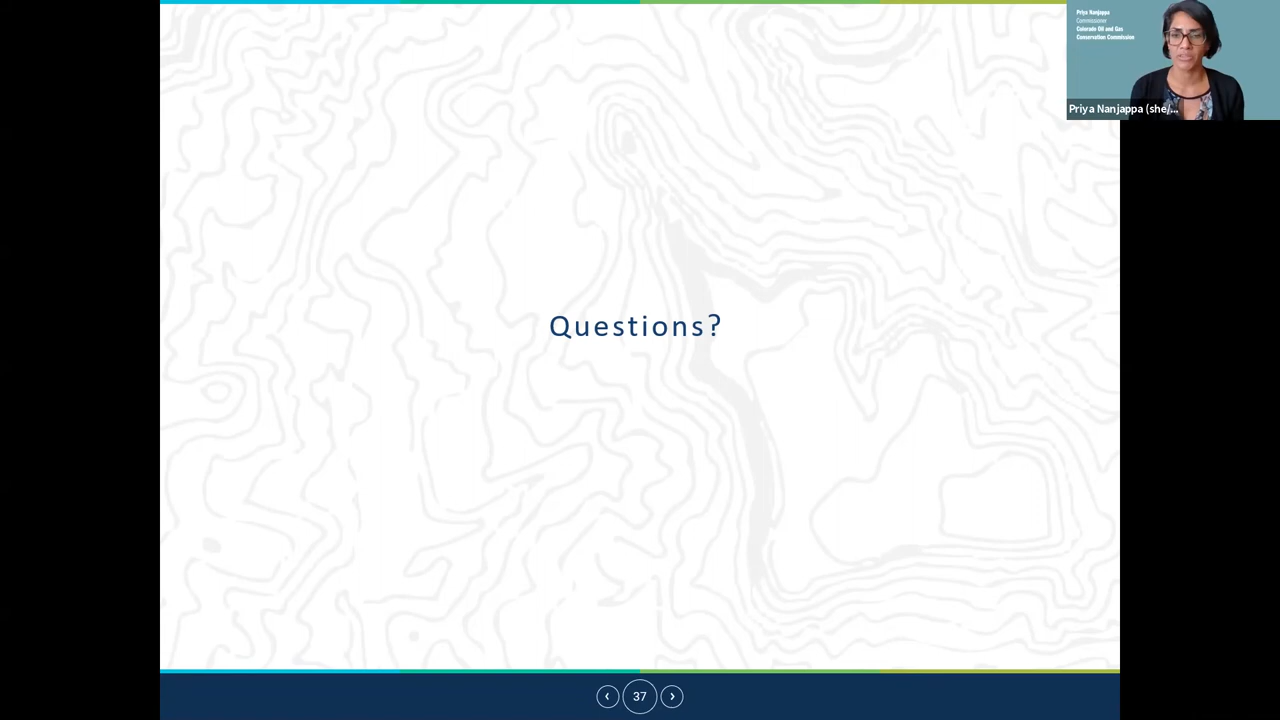 Priya Nanjappa
Commissioner
Colorado Oil and Gas
Conservation Commission
Priya Nanjappa (she/...
Questions?
37